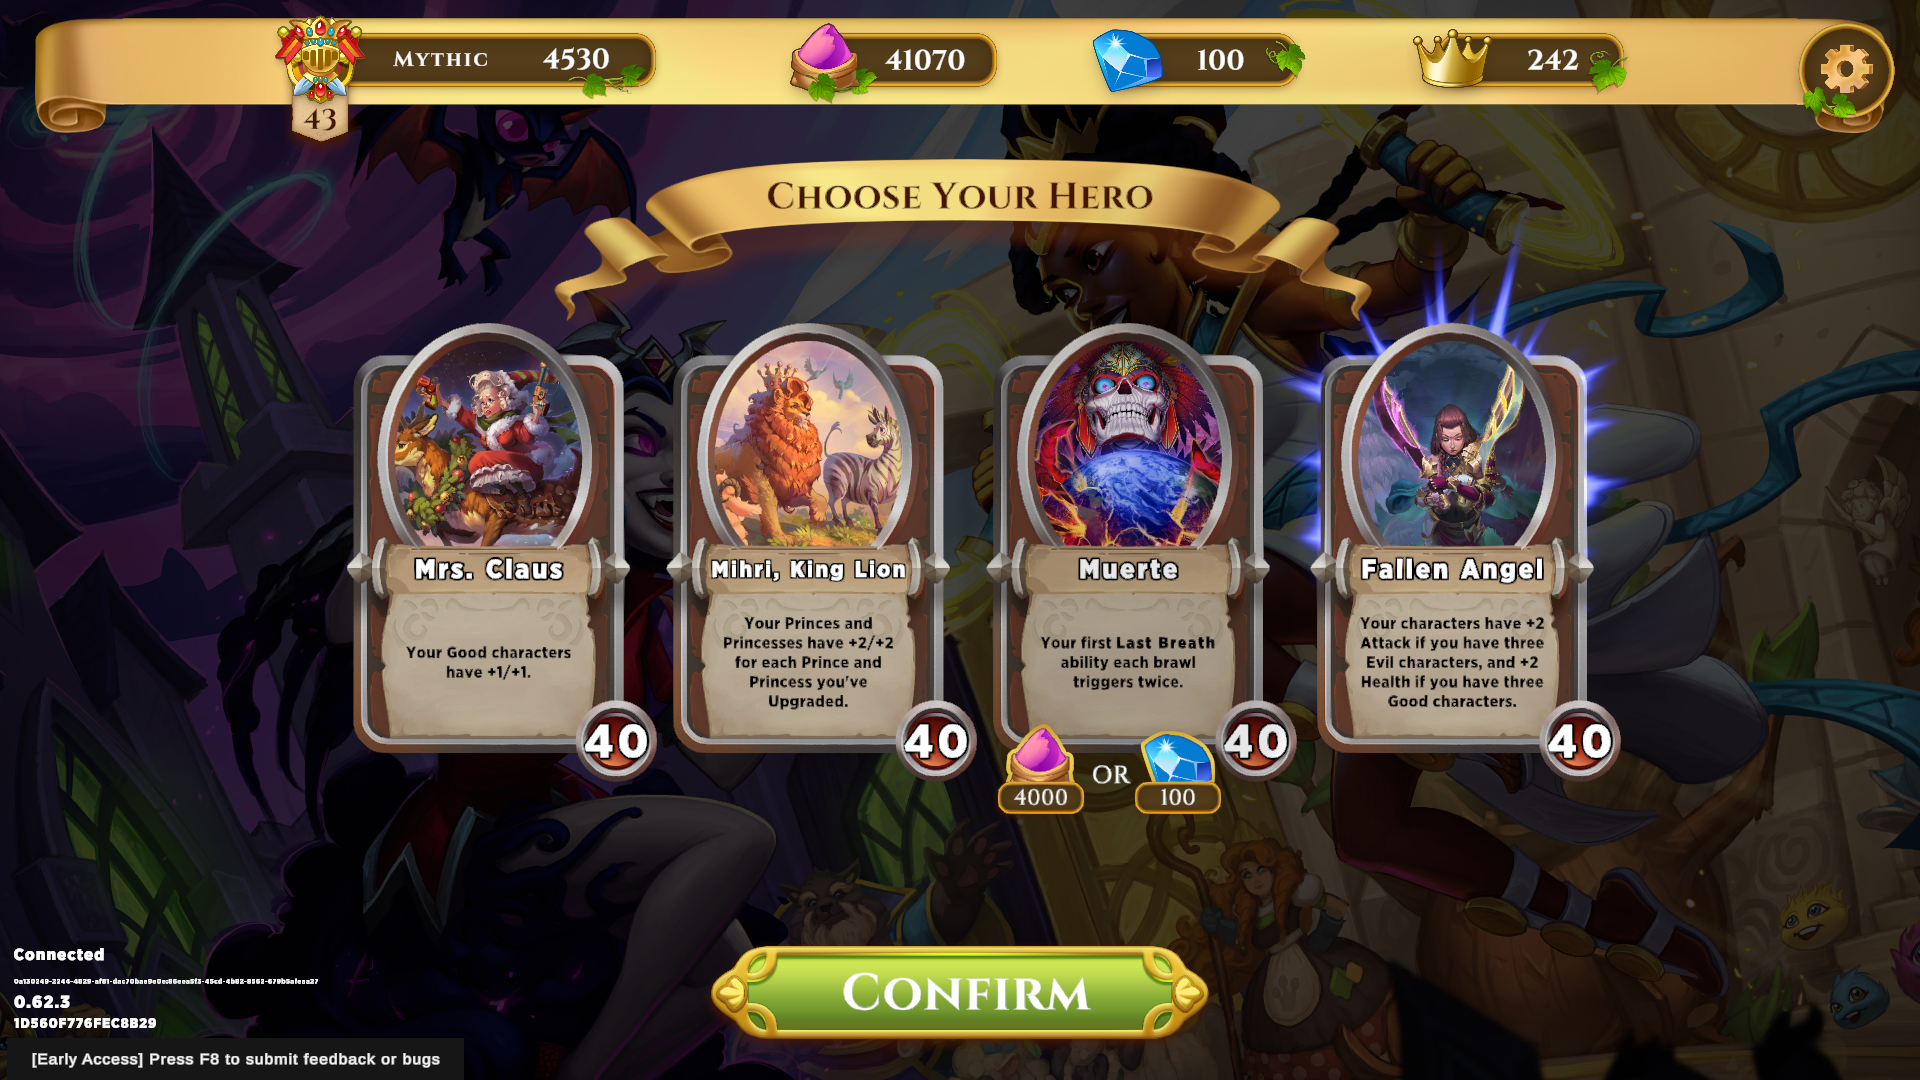 MYTHIC 4530
41070
100
242
43
CHOOSE YOUR HERO
Mrs. Claus
Your Good characters
have +1/+1.
40
Mihri, King Lion
Your Princes and
Princesses have +2/+2
for each Prince and
Princess you've
Upgraded.
40
Muerte
Your first Last Breath
ability each brawl
triggers twice.
40
4000
OR
100
Fallen Angel
Your characters have +2
Attack if you have three
Evil characters, and +2
Health if you have three
Good characters.
40
CONFIRM
Connected
0.62.3
1D560F776FEC8B29
[Early Access] Press F8 to submit feedback or bugs